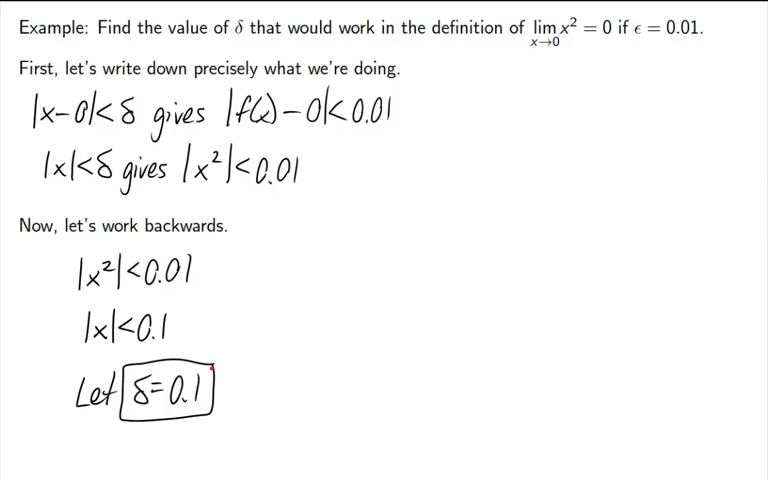 Example: Find the value of δ that would work in the definition of lim x→0 x² = 0 if ϵ = 0.01.
First, let's write down precisely what we're doing.
|x-0|<δ gives |f(x)-0|<0.01
|x|<δ gives |x²|<0.01
Now, let's work backwards.
|x²|<0.01
|x|<0.1
Let δ=0.1